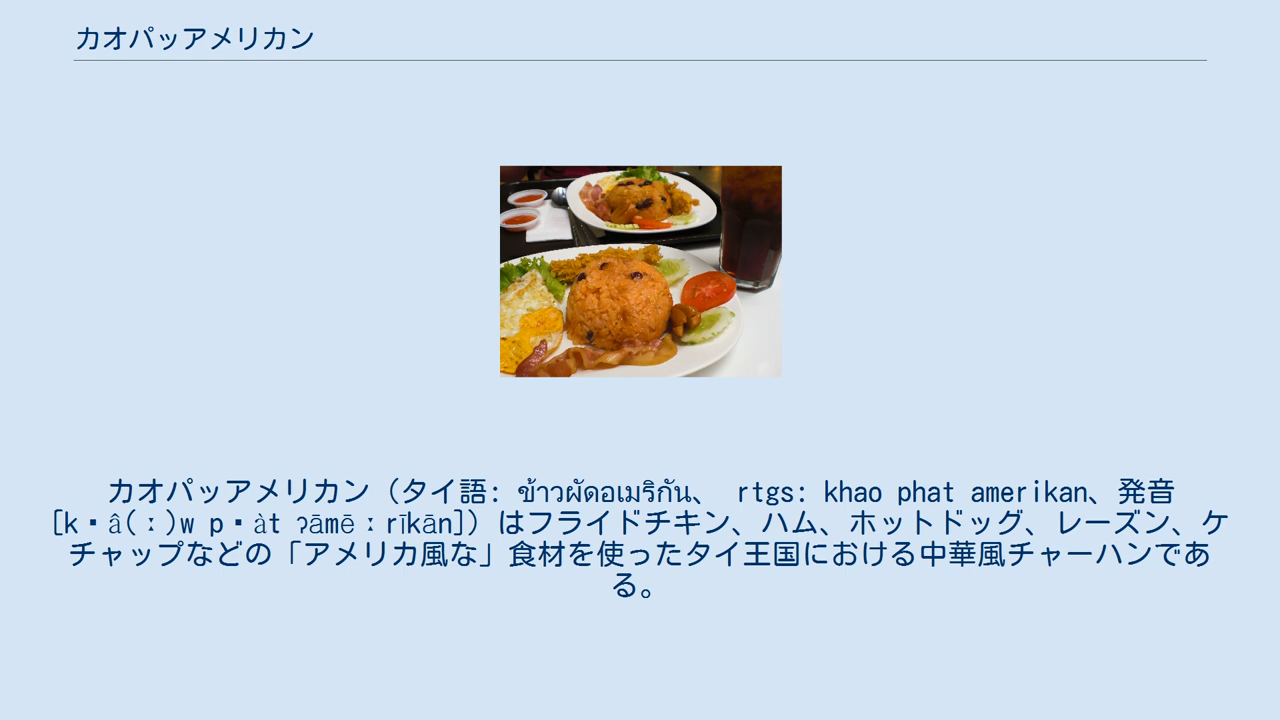 カオパッアメリカン
カオパッアメリカン（タイ語: ข้าวผัดอเมริกัน、 rtgs: khao phat amerikan、発音
[k▪â(ː)w p▪àt ʔāmēːrīkān]）はフライドチキン、ハム、ホットドッグ、レーズン、ケ
チャップなどの「アメリカ風な」食材を使ったタイ王国における中華風チャーハンであ
る。